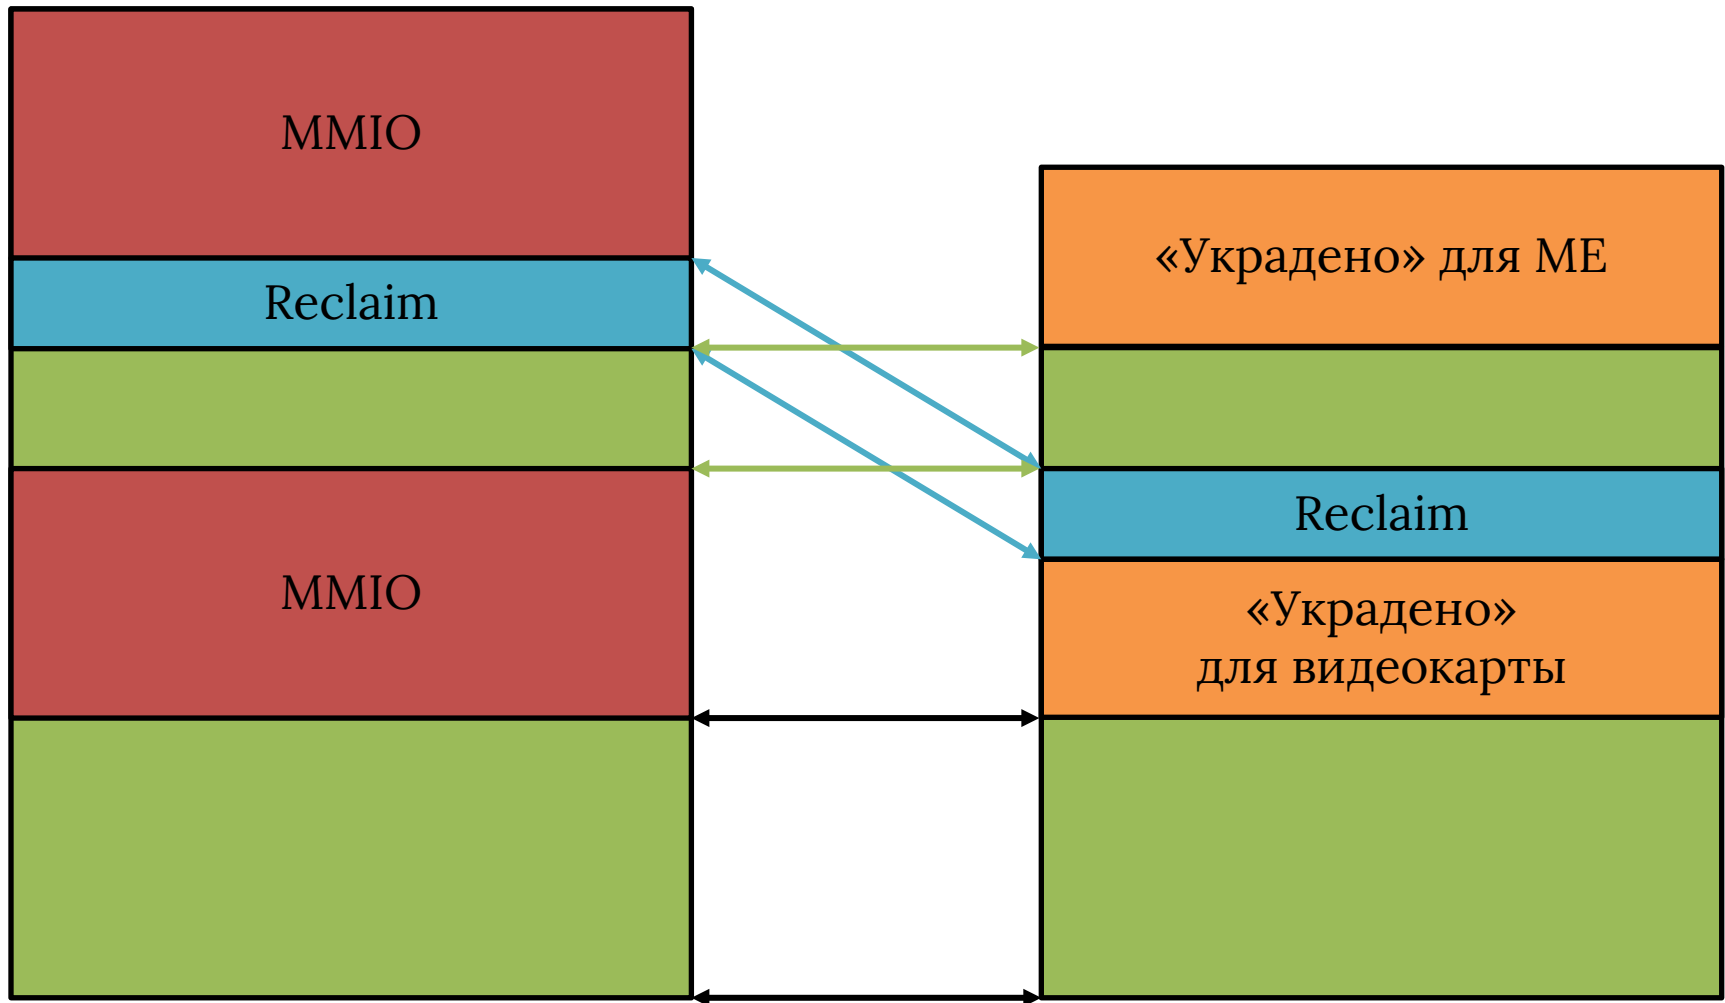 MMIO
Reclaim
MMIO
«Украдено» для ME
Reclaim
«Украдено»
для видеокарты